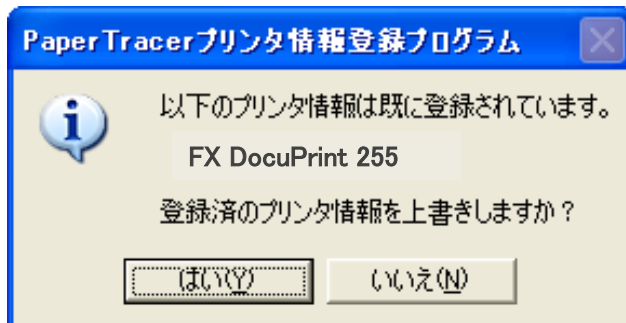 PaperTracerプリンタ情報登録プログラム
以下のプリンタ情報は既に登録されています。
FX DocuPrint 255
登録済のプリンタ情報を上書きしますか？
はい(Y) いいえ(N)